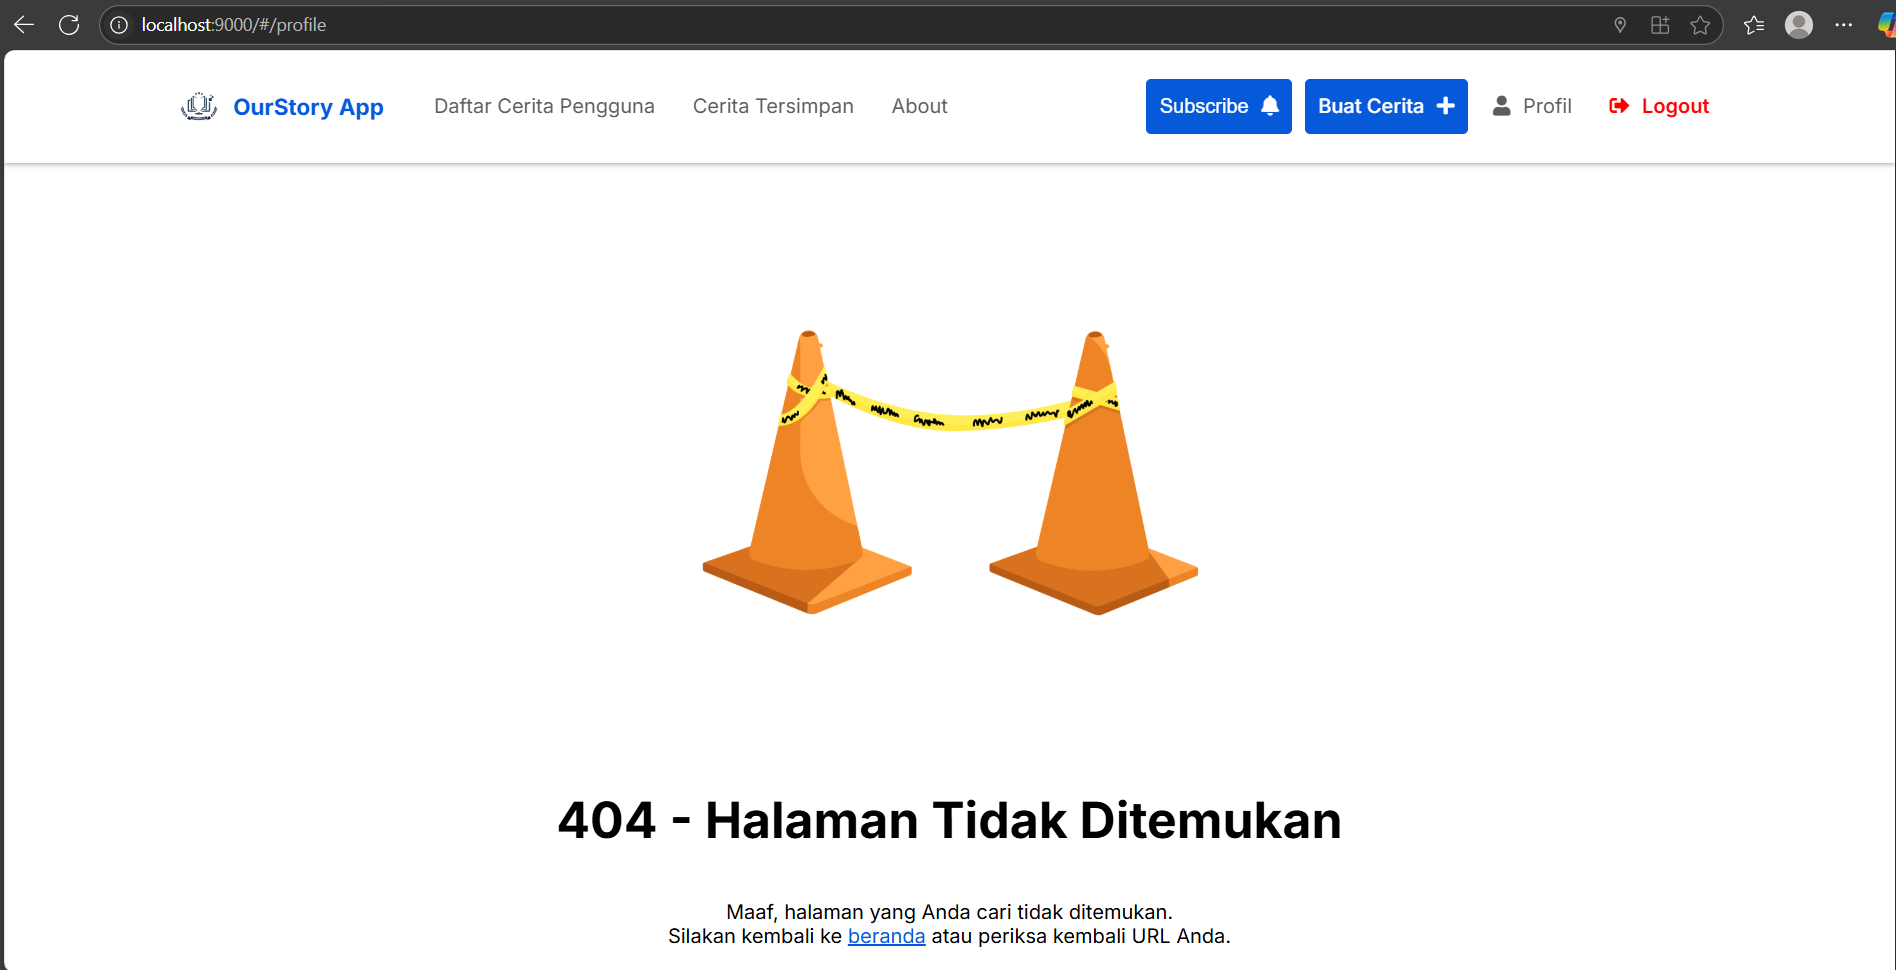 localhost:9000/#/profile
OurStory App
Daftar Cerita Pengguna
Cerita Tersimpan
About
Subscribe
Buat Cerita
Profil
Logout
404 - Halaman Tidak Ditemukan
Maaf, halaman yang Anda cari tidak ditemukan.
Silakan kembali ke beranda atau periksa kembali URL Anda.